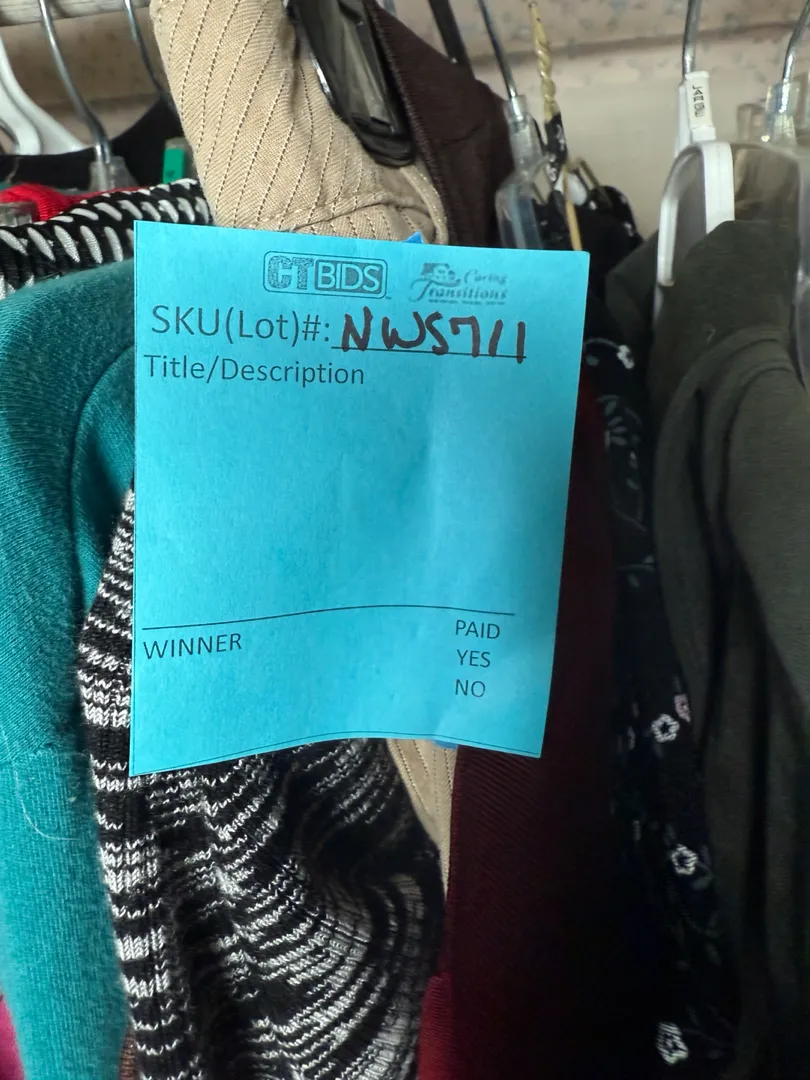 CTBIDS
Caring
Transitions
SKU(Lot)#: NWS711
Title/Description
WINNER
PAID
YES
NO